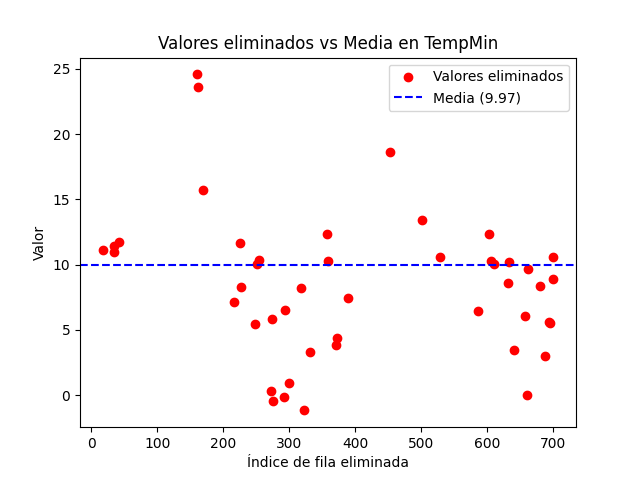 Valores eliminados vs Media en TempMin
Valores eliminados
Media (9.97)
Valor
25
20
15
10
5
0
0 100 200 300 400 500 600 700
Índice de fila eliminada